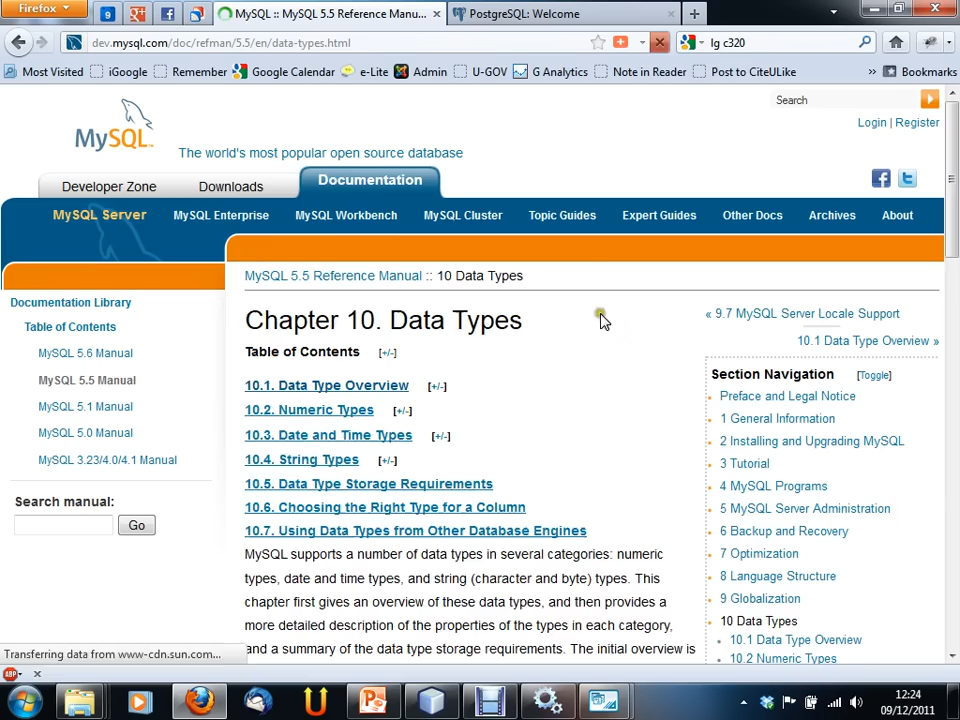 Firefox
MySQL :: MySQL 5.5 Reference Manu...
PostgreSQL: Welcome
dev.mysql.com/doc/refman/5.5/en/data-types.html
lg c320
Most Visited
iGoogle
Remember
Google Calendar
e-Lite
Admin
U-GOV
G Analytics
Note in Reader
Post to CiteULike
»
Bookmarks
Search
Login | Register
MySQL
The world's most popular open source database
Developer Zone
Downloads
Documentation
MySQL Server
MySQL Enterprise
MySQL Workbench
MySQL Cluster
Topic Guides
Expert Guides
Other Docs
Archives
About
MySQL 5.5 Reference Manual :: 10 Data Types
Documentation Library
Table of Contents
MySQL 5.6 Manual
MySQL 5.5 Manual
MySQL 5.1 Manual
MySQL 5.0 Manual
MySQL 3.23/4.0/4.1 Manual
Search manual:
Go
Chapter 10. Data Types
Table of Contents [+/-]
10.1. Data Type Overview [+/-]
10.2. Numeric Types [+/-]
10.3. Date and Time Types [+/-]
10.4. String Types [+/-]
10.5. Data Type Storage Requirements
10.6. Choosing the Right Type for a Column
10.7. Using Data Types from Other Database Engines
MySQL supports a number of data types in several categories: numeric
types, date and time types, and string (character and byte) types. This
chapter first gives an overview of these data types, and then provides a
more detailed description of the properties of the types in each category,
and a summary of the data type storage requirements. The initial overview is
« 9.7 MySQL Server Locale Support
10.1 Data Type Overview »
Section Navigation [Toggle]
Preface and Legal Notice
1 General Information
2 Installing and Upgrading MySQL
3 Tutorial
4 MySQL Programs
5 MySQL Server Administration
6 Backup and Recovery
7 Optimization
8 Language Structure
9 Globalization
10 Data Types
10.1 Data Type Overview
10.2 Numeric Types
Transferring data from www-cdn.sun.com...
ABP
12:24
09/12/2011